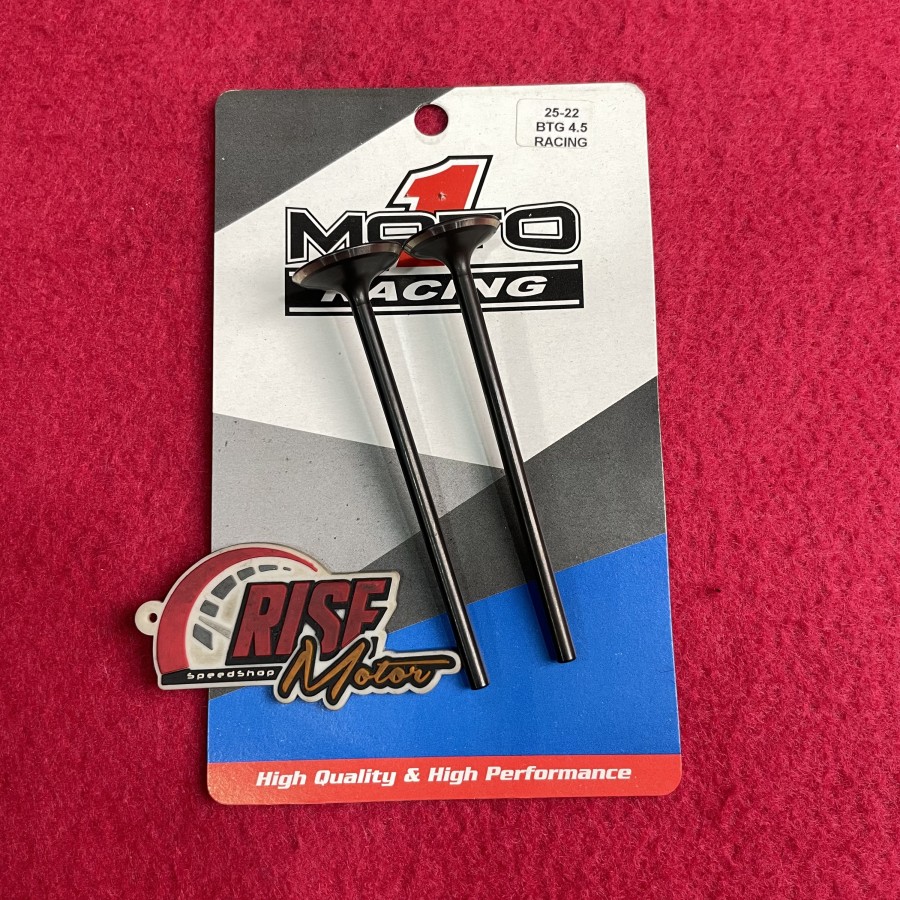 25-22
BTG 4.5
RACING
1
MOTO
RACING
RISE
SpeedShop
Motor
High Quality & High Performance